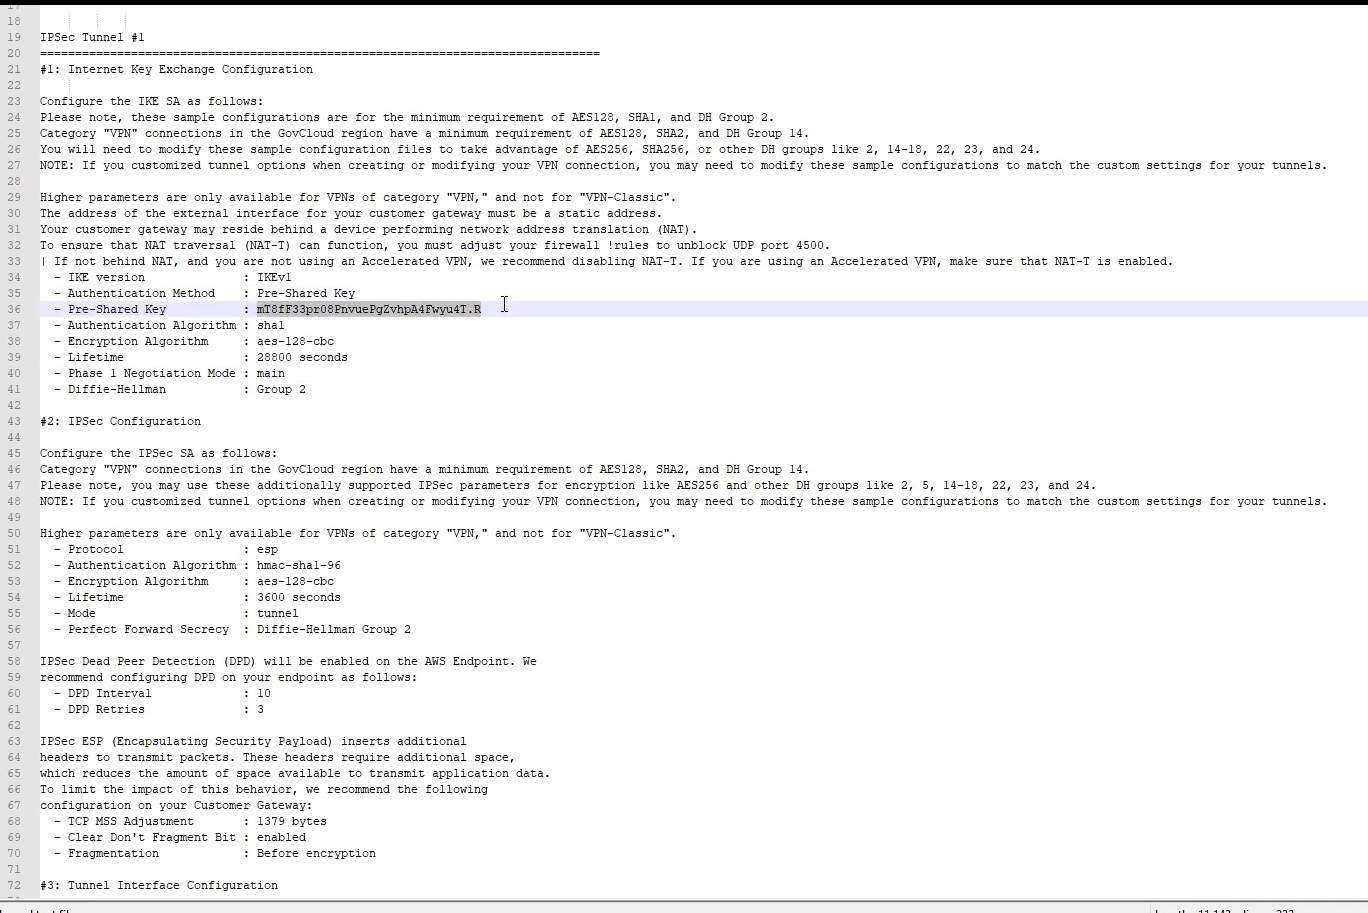 17
18
19 IPSec Tunnel #1
20 ================================================================================
21 #1: Internet Key Exchange Configuration
22
23 Configure the IKE SA as follows:
24 Please note, these sample configurations are for the minimum requirement of AES128, SHA1, and DH Group 2.
25 Category "VPN" connections in the GovCloud region have a minimum requirement of AES128, SHA2, and DH Group 14.
26 You will need to modify these sample configuration files to take advantage of AES256, SHA256, or other DH groups like 2, 14-18, 22, 23, and 24.
27 NOTE: If you customized tunnel options when creating or modifying your VPN connection, you may need to modify these sample configurations to match the custom settings for your tunnels.
28
29 Higher parameters are only available for VPNs of category "VPN," and not for "VPN-Classic".
30 The address of the external interface for your customer gateway must be a static address.
31 Your customer gateway may reside behind a device performing network address translation (NAT).
32 To ensure that NAT traversal (NAT-T) can function, you must adjust your firewall !rules to unblock UDP port 4500.
33 | If not behind NAT, and you are not using an Accelerated VPN, we recommend disabling NAT-T. If you are using an Accelerated VPN, make sure that NAT-T is enabled.
34 - IKE version : IKEv1
35 - Authentication Method : Pre-Shared Key
36 - Pre-Shared Key : mT8fF33pr08PnvuePgZvhpA4Fwyu4T.R
37 - Authentication Algorithm : sha1
38 - Encryption Algorithm : aes-128-cbc
39 - Lifetime : 28800 seconds
40 - Phase 1 Negotiation Mode : main
41 - Diffie-Hellman : Group 2
42
43 #2: IPSec Configuration
44
45 Configure the IPSec SA as follows:
46 Category "VPN" connections in the GovCloud region have a minimum requirement of AES128, SHA2, and DH Group 14.
47 Please note, you may use these additionally supported IPSec parameters for encryption like AES256 and other DH groups like 2, 5, 14-18, 22, 23, and 24.
48 NOTE: If you customized tunnel options when creating or modifying your VPN connection, you may need to modify these sample configurations to match the custom settings for your tunnels.
49
50 Higher parameters are only available for VPNs of category "VPN," and not for "VPN-Classic".
51 - Protocol : esp
52 - Authentication Algorithm : hmac-sha1-96
53 - Encryption Algorithm : aes-128-cbc
54 - Lifetime : 3600 seconds
55 - Mode : tunnel
56 - Perfect Forward Secrecy : Diffie-Hellman Group 2
57
58 IPSec Dead Peer Detection (DPD) will be enabled on the AWS Endpoint. We
59 recommend configuring DPD on your endpoint as follows:
60 - DPD Interval : 10
61 - DPD Retries : 3
62
63 IPSec ESP (Encapsulating Security Payload) inserts additional
64 headers to transmit packets. These headers require additional space,
65 which reduces the amount of space available to transmit application data.
66 To limit the impact of this behavior, we recommend the following
67 configuration on your Customer Gateway:
68 - TCP MSS Adjustment : 1379 bytes
69 - Clear Don't Fragment Bit : enabled
70 - Fragmentation : Before encryption
71
72 #3: Tunnel Interface Configuration